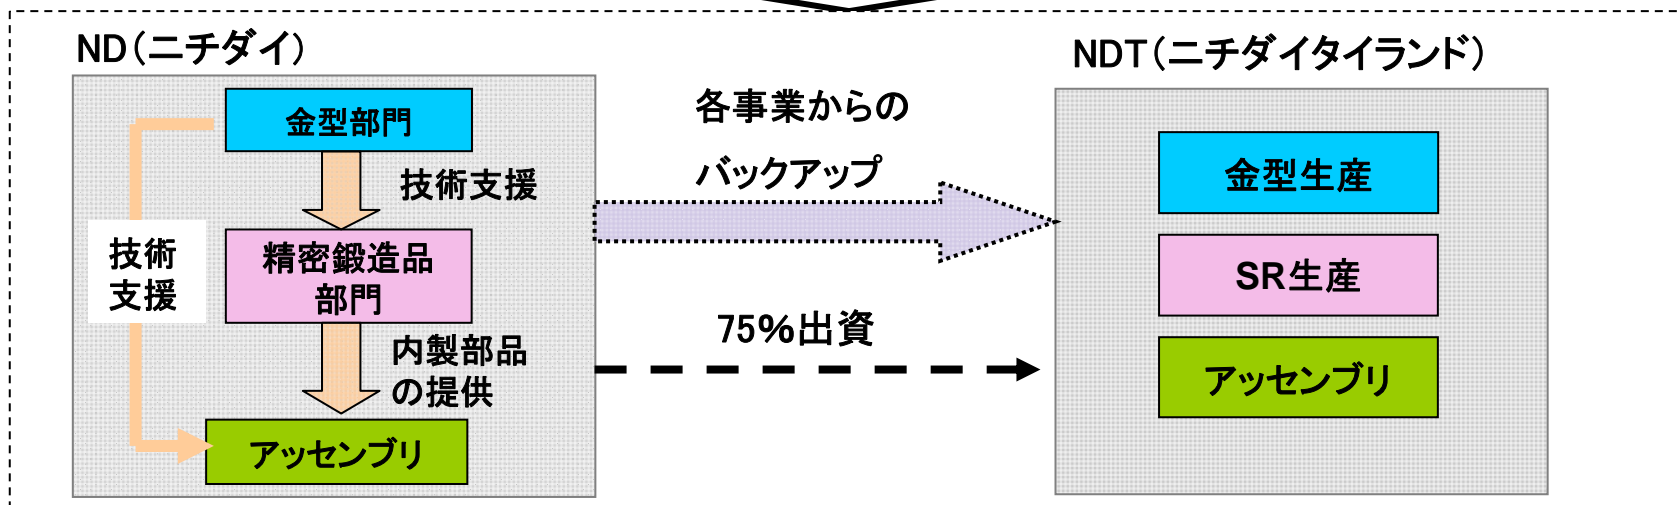 ND(ニチダイ)
金型部門
技術支援
技術
支援
精密鍛造品
部門
内製部品
の提供
アッセンブリ
各事業からの
バックアップ
75%出資
NDT(ニチダイタイランド)
金型生産
SR生産
アッセンブリ